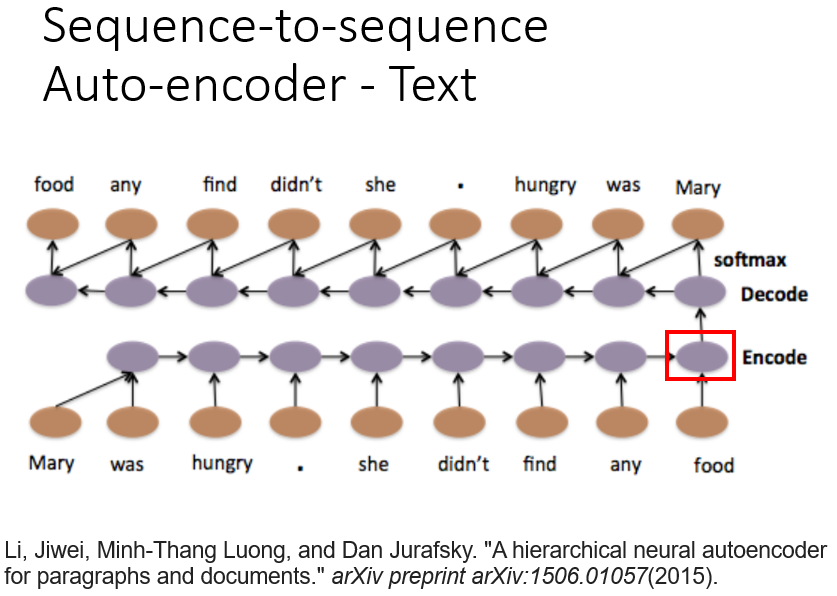 Sequence-to-sequence
Auto-encoder - Text
food any find didn't she . hungry was Mary
softmax
Decode
Encode
Mary was hungry . she didn't find any food
Li, Jiwei, Minh-Thang Luong, and Dan Jurafsky. "A hierarchical neural autoencoder
for paragraphs and documents." arXiv preprint arXiv:1506.01057(2015).